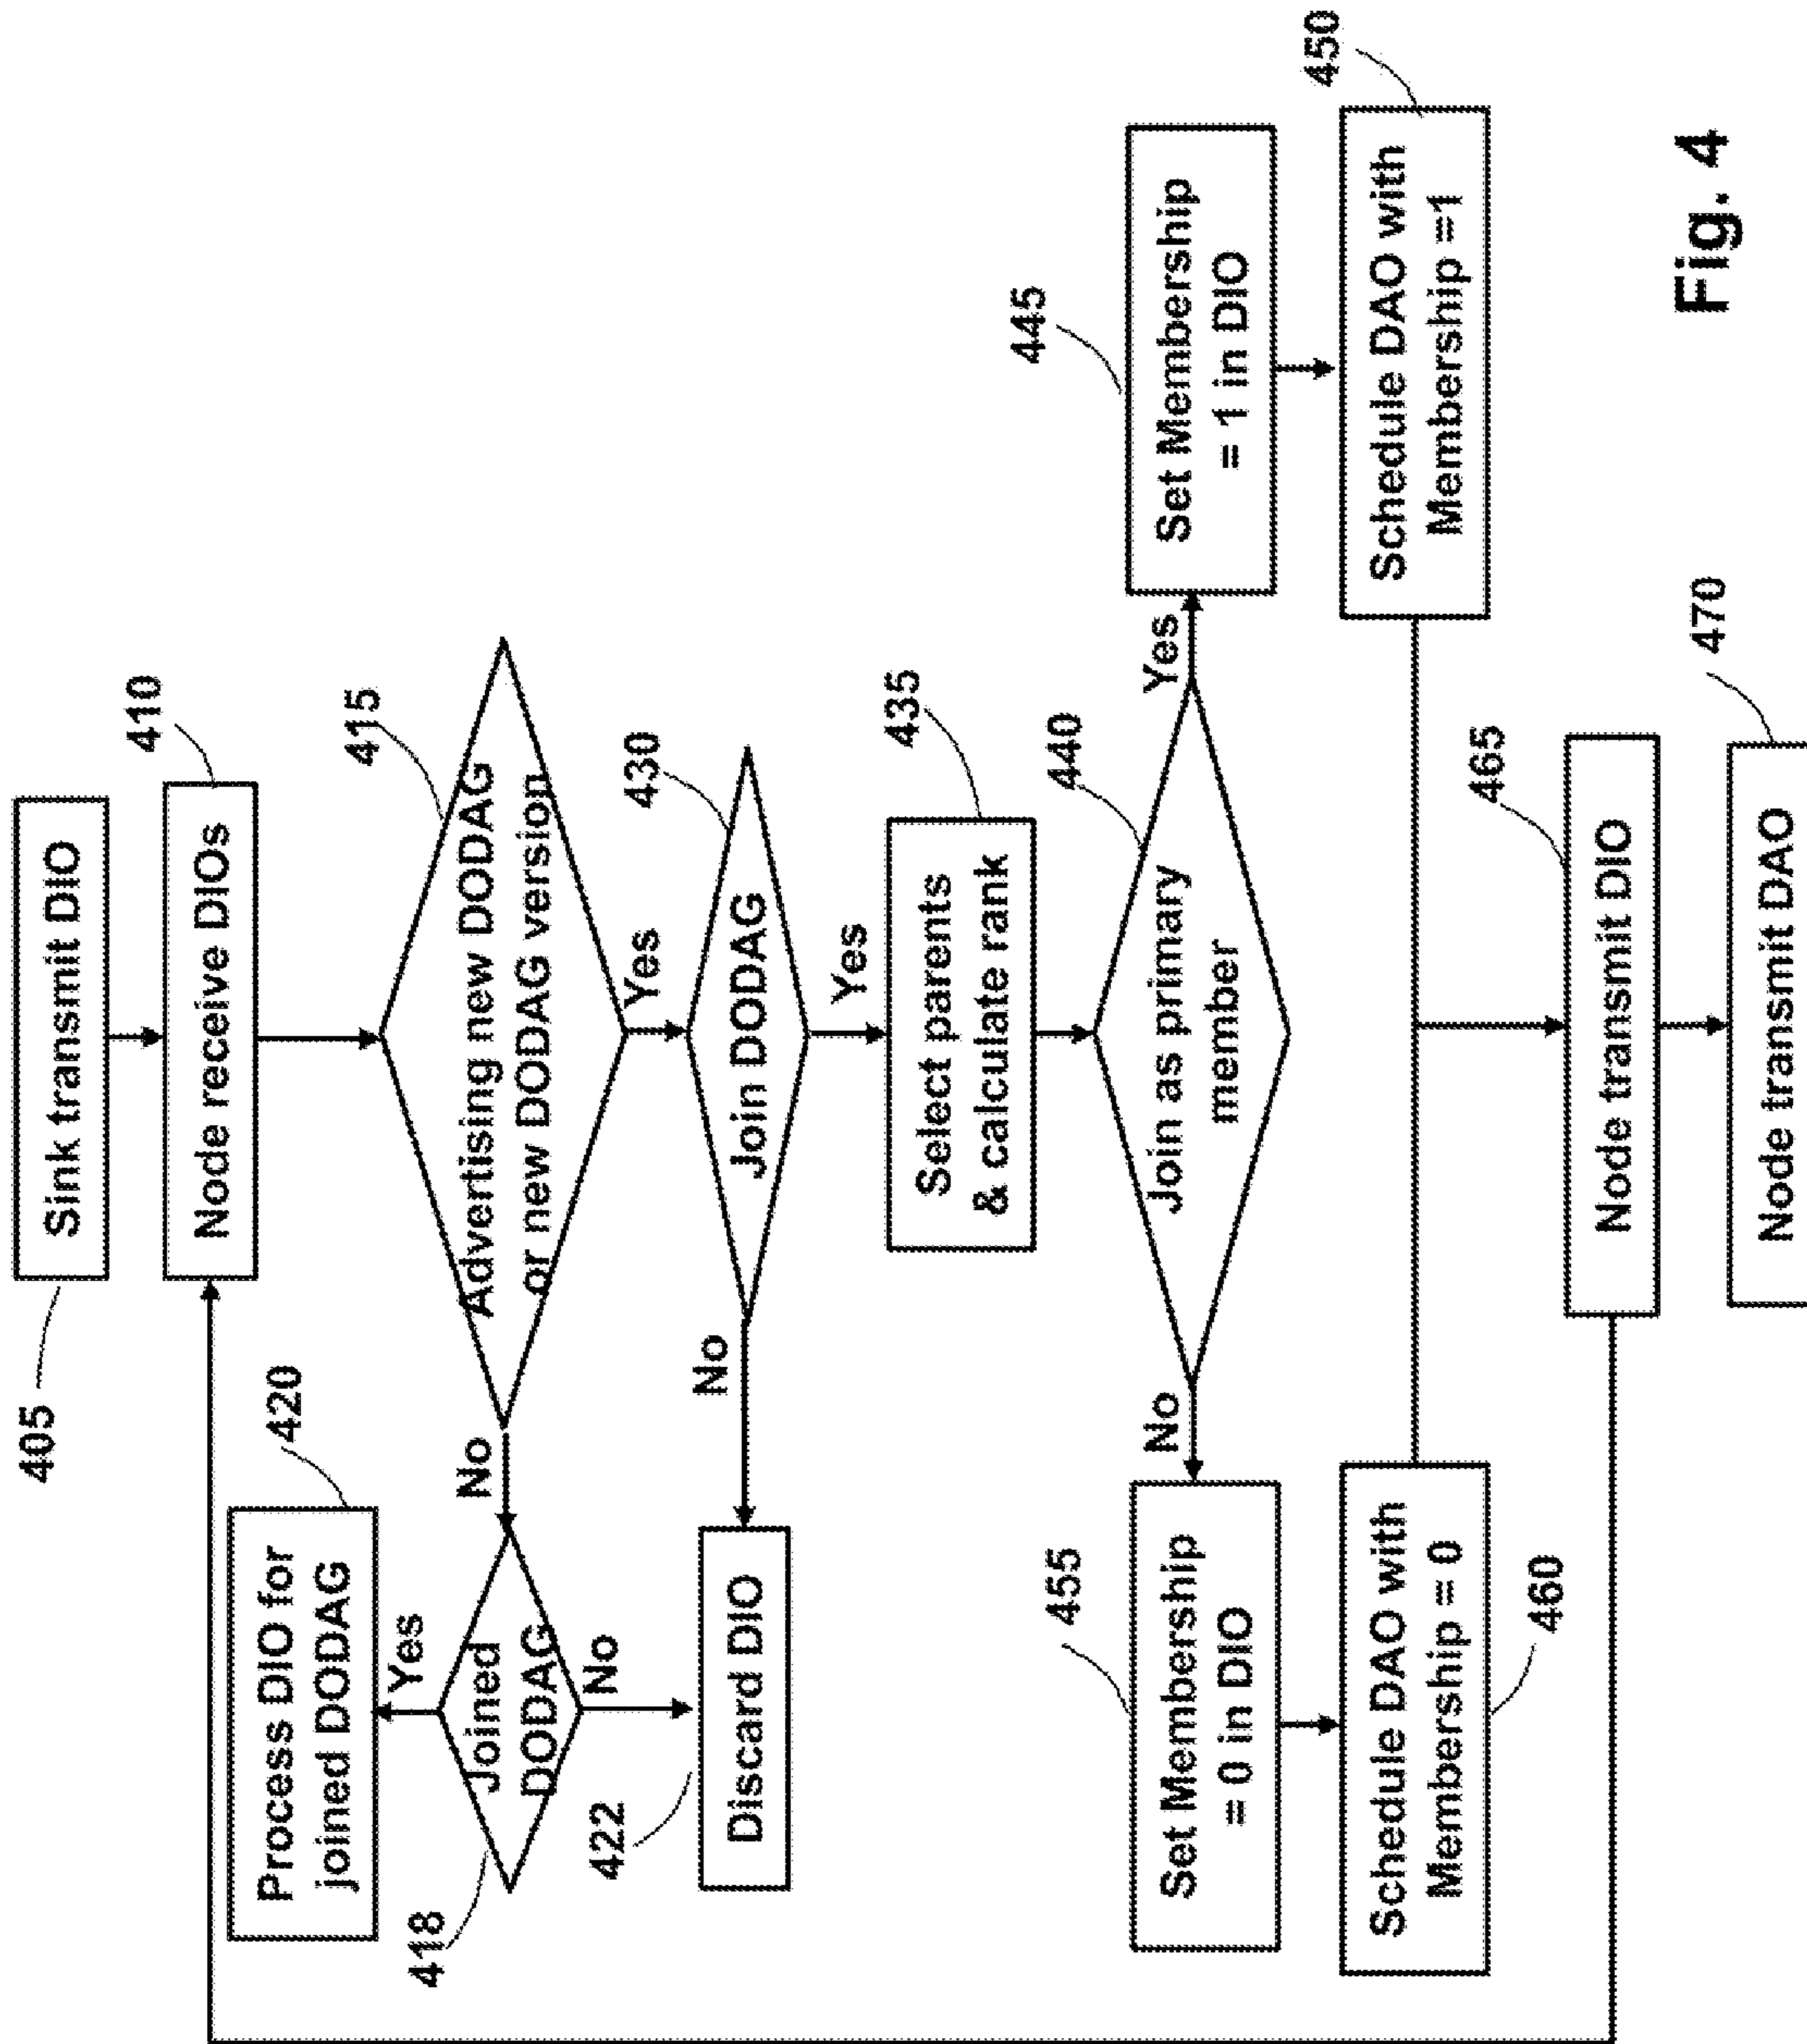 Sink transmit DIO
405
Node receive DIOs
410
Advertising new DODAG
or new DODAG version
415
No
Yes
Process DIO for
joined DODAG
420
Yes
Joined
DODAG
418
No
Join DODAG
430
No
Yes
Discard DIO
422
Select parents
& calculate rank
435
Join as primary
member
440
No
Yes
Set Membership
= 0 in DIO
455
Set Membership
= 1 in DIO
445
Schedule DAO with
Membership = 0
460
Schedule DAO with
Membership =1
450
Node transmit DIO
465
Node transmit DAO
470
Fig. 4